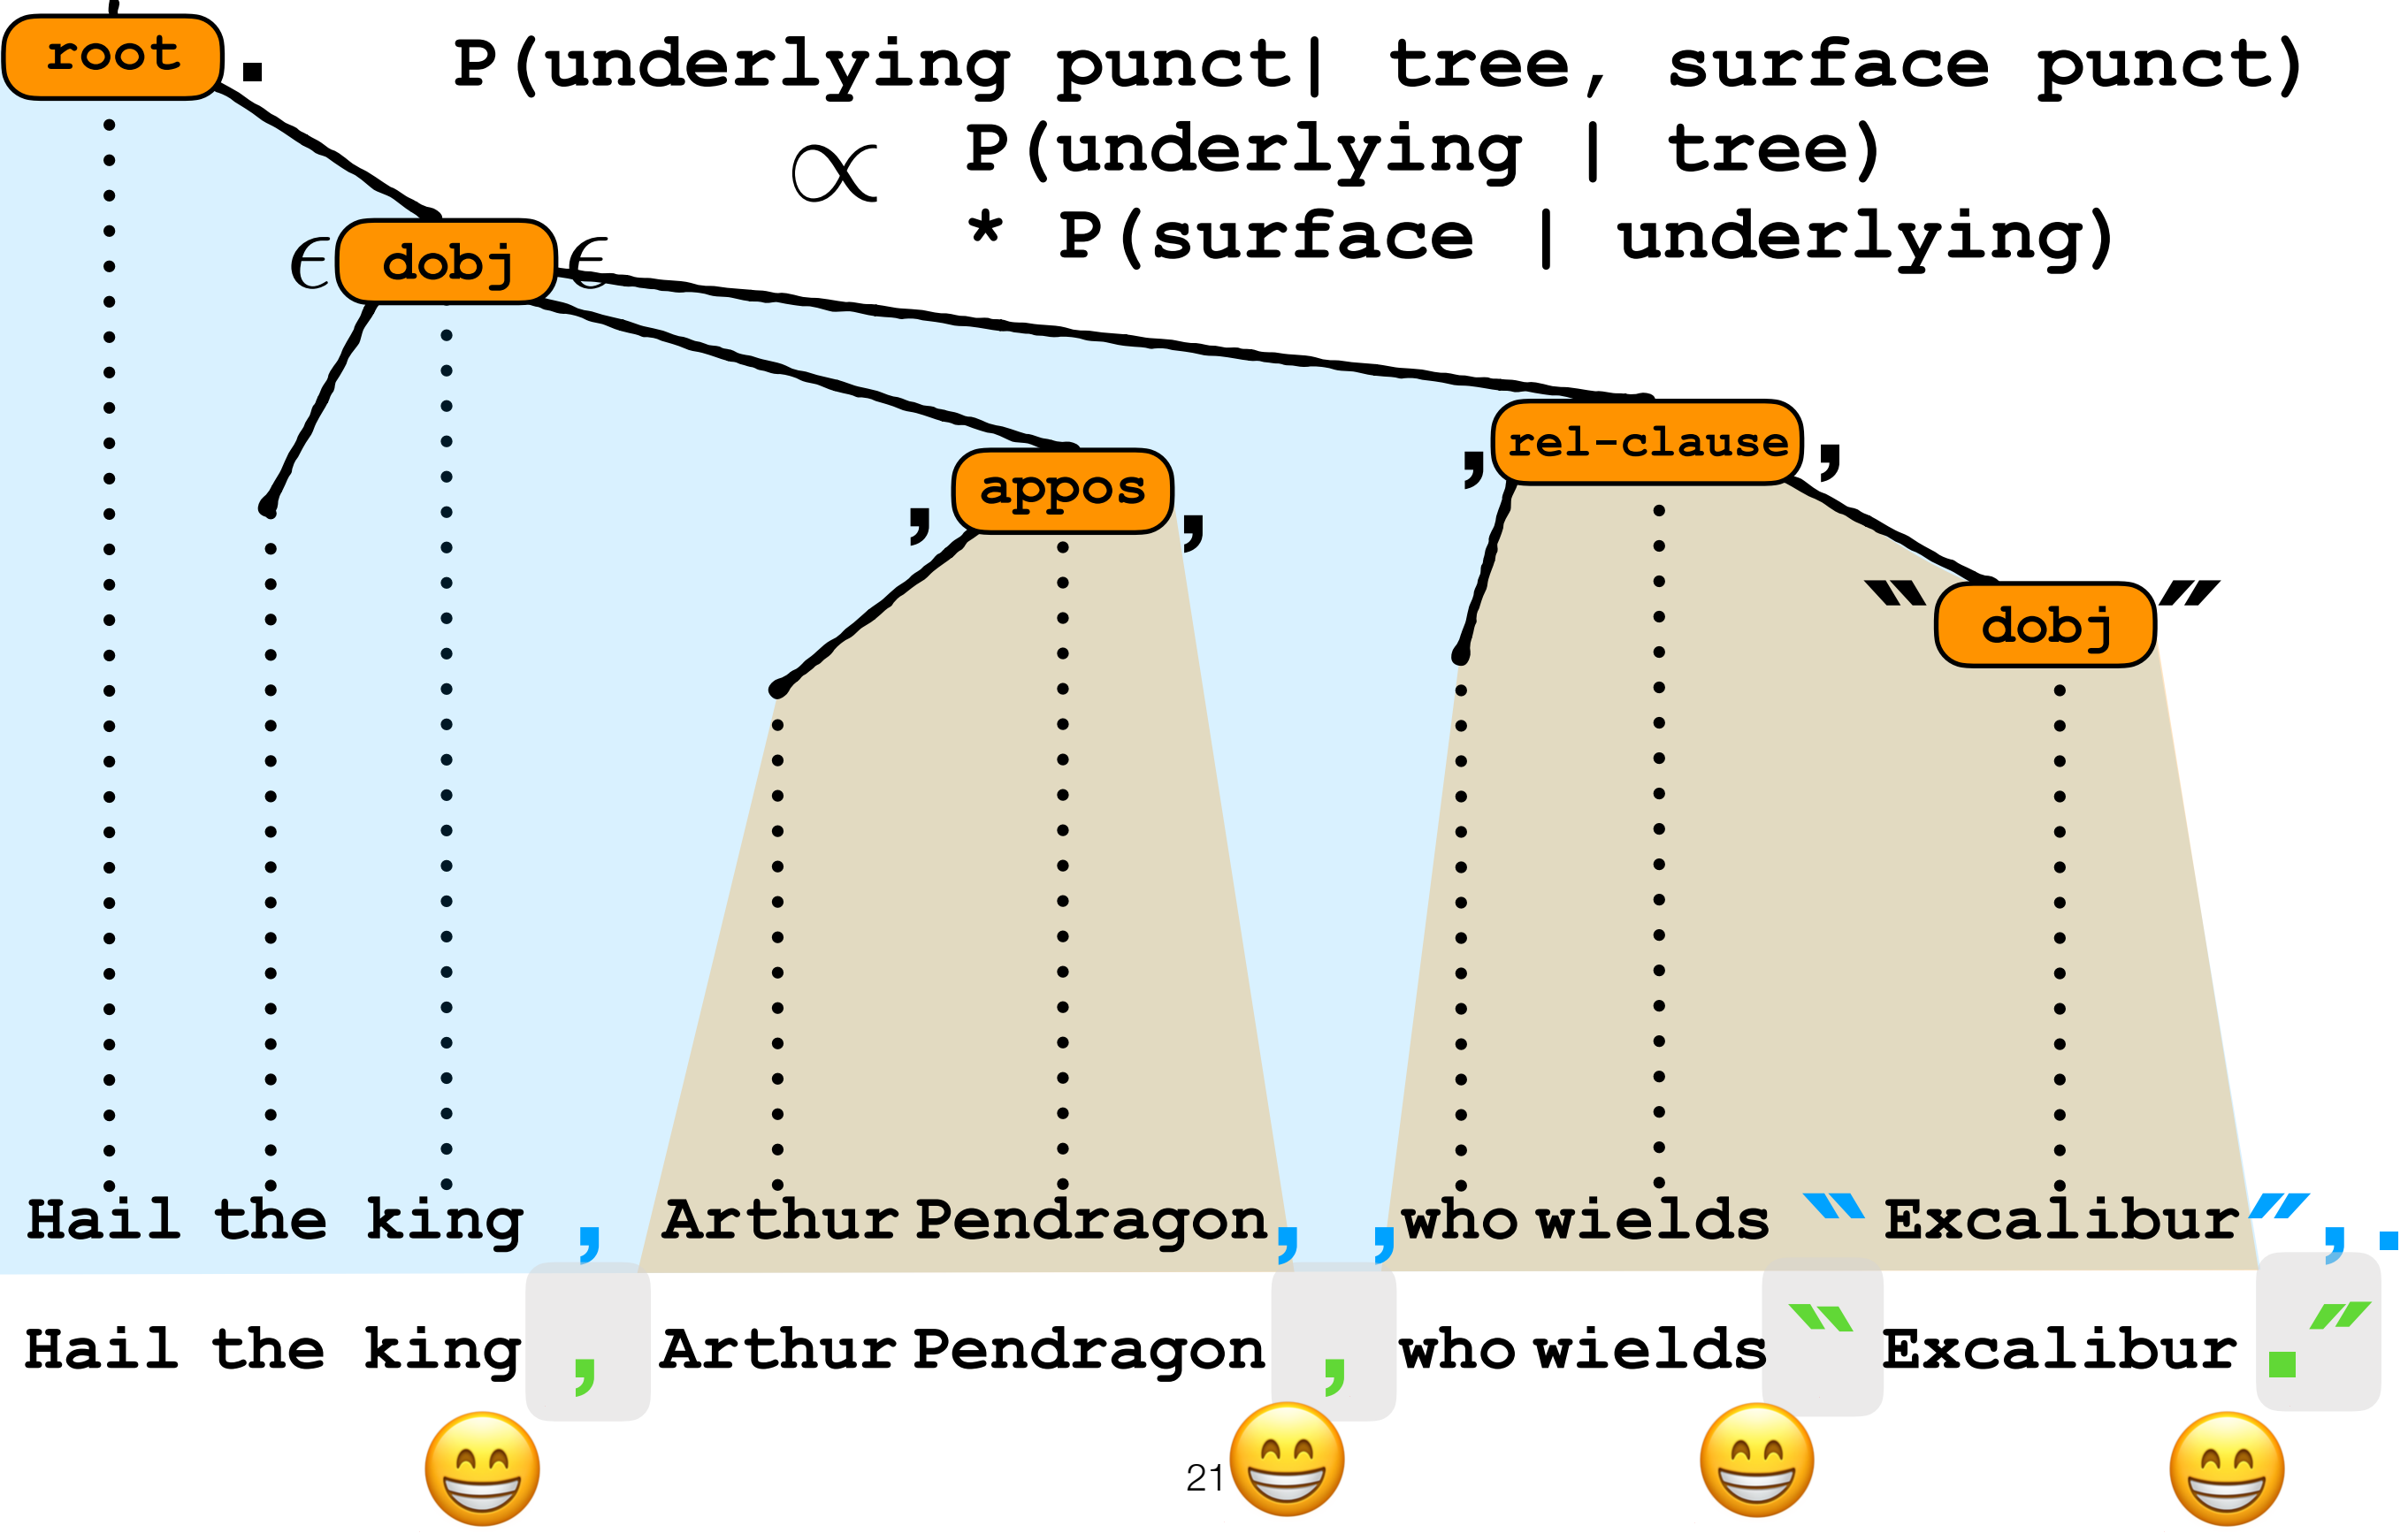 root .
P(underlying punct| tree, surface punct)
∝ P(underlying | tree)
* P(surface | underlying)
ϵ dobj ϵ
, rel-clause ,
, appos ,
‶ dobj ″
Hail the king , Arthur Pendragon, , who wields ‶ Excalibur ″, .
Hail the king , Arthur Pendragon , who wields ‶ Excalibur . ″
21